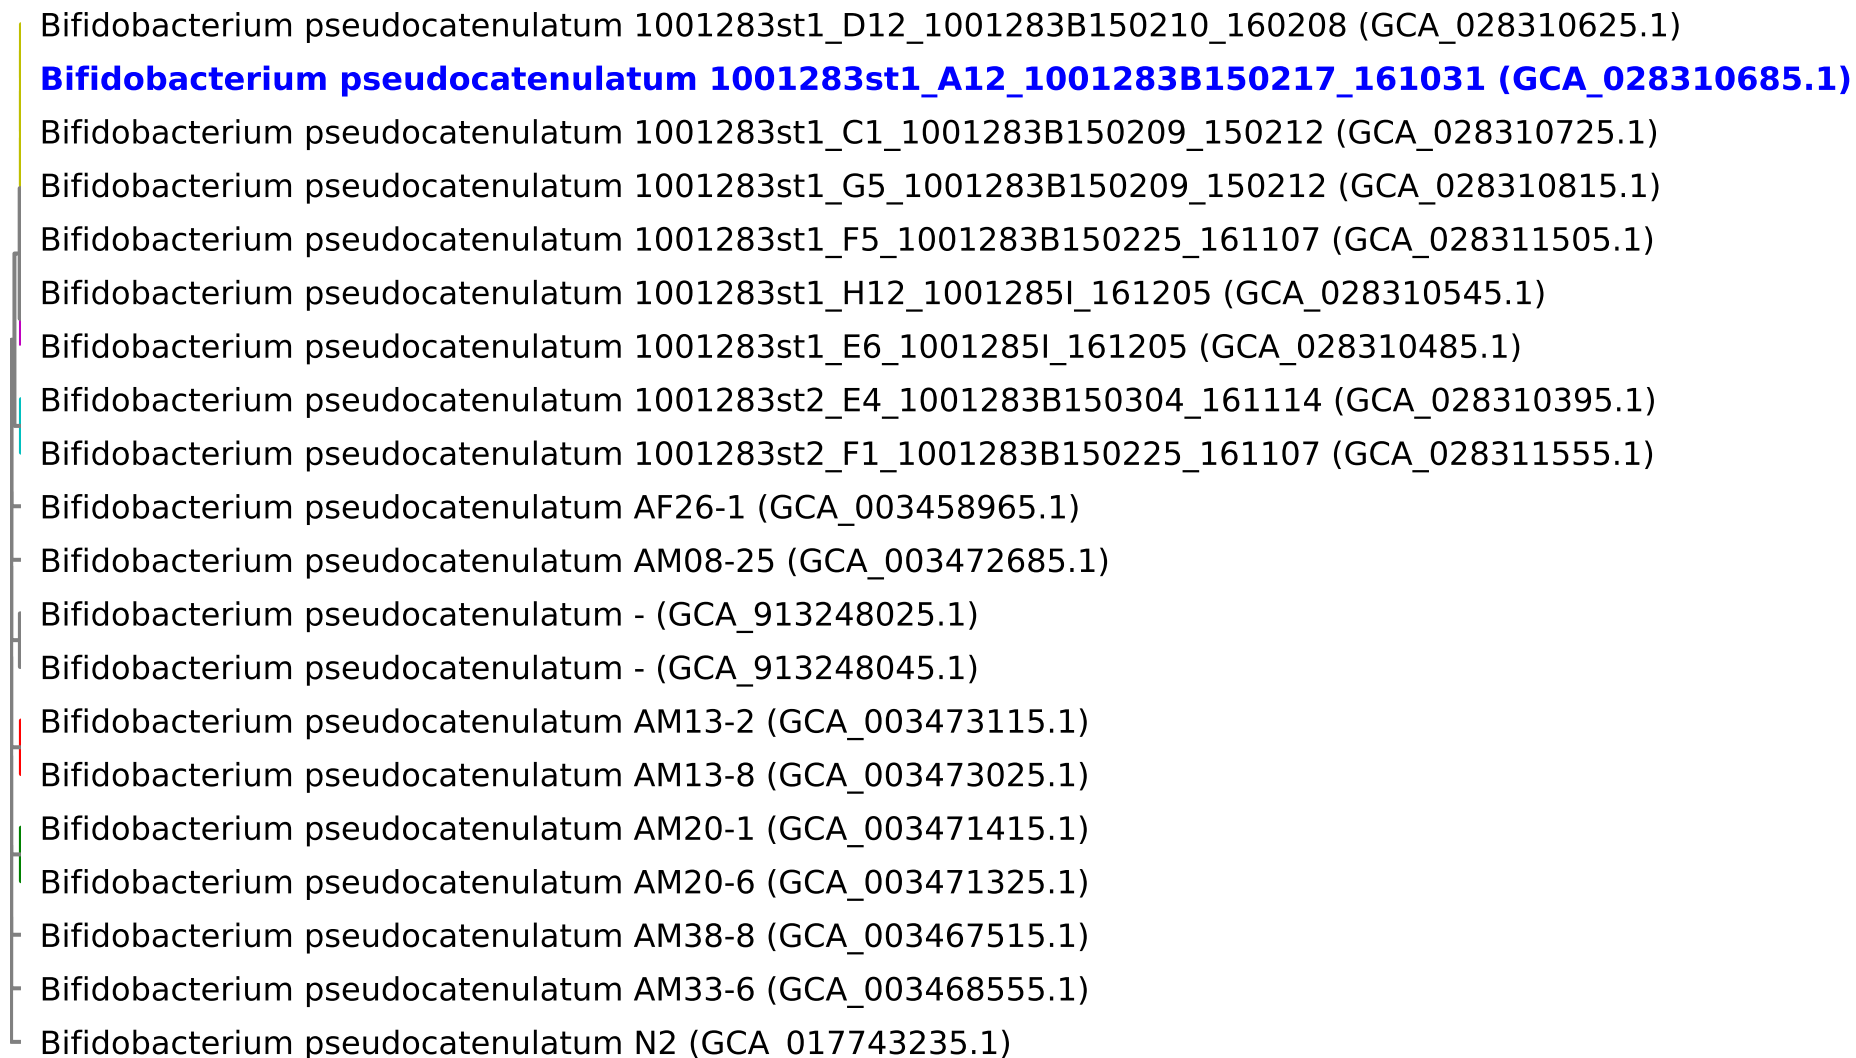 Bifidobacterium pseudocatenulatum 1001283st1_D12_1001283B150210_160208 (GCA_028310625.1)
Bifidobacterium pseudocatenulatum 1001283st1_A12_1001283B150217_161031 (GCA_028310685.1)
Bifidobacterium pseudocatenulatum 1001283st1_C1_1001283B150209_150212 (GCA_028310725.1)
Bifidobacterium pseudocatenulatum 1001283st1_G5_1001283B150209_150212 (GCA_028310815.1)
Bifidobacterium pseudocatenulatum 1001283st1_F5_1001283B150225_161107 (GCA_028311505.1)
Bifidobacterium pseudocatenulatum 1001283st1_H12_1001285I_161205 (GCA_028310545.1)
Bifidobacterium pseudocatenulatum 1001283st1_E6_1001285I_161205 (GCA_028310485.1)
Bifidobacterium pseudocatenulatum 1001283st2_E4_1001283B150304_161114 (GCA_028310395.1)
Bifidobacterium pseudocatenulatum 1001283st2_F1_1001283B150225_161107 (GCA_028311555.1)
Bifidobacterium pseudocatenulatum AF26-1 (GCA_003458965.1)
Bifidobacterium pseudocatenulatum AM08-25 (GCA_003472685.1)
Bifidobacterium pseudocatenulatum - (GCA_913248025.1)
Bifidobacterium pseudocatenulatum - (GCA_913248045.1)
Bifidobacterium pseudocatenulatum AM13-2 (GCA_003473115.1)
Bifidobacterium pseudocatenulatum AM13-8 (GCA_003473025.1)
Bifidobacterium pseudocatenulatum AM20-1 (GCA_003471415.1)
Bifidobacterium pseudocatenulatum AM20-6 (GCA_003471325.1)
Bifidobacterium pseudocatenulatum AM38-8 (GCA_003467515.1)
Bifidobacterium pseudocatenulatum AM33-6 (GCA_003468555.1)
Bifidobacterium pseudocatenulatum N2 (GCA_017743235.1)